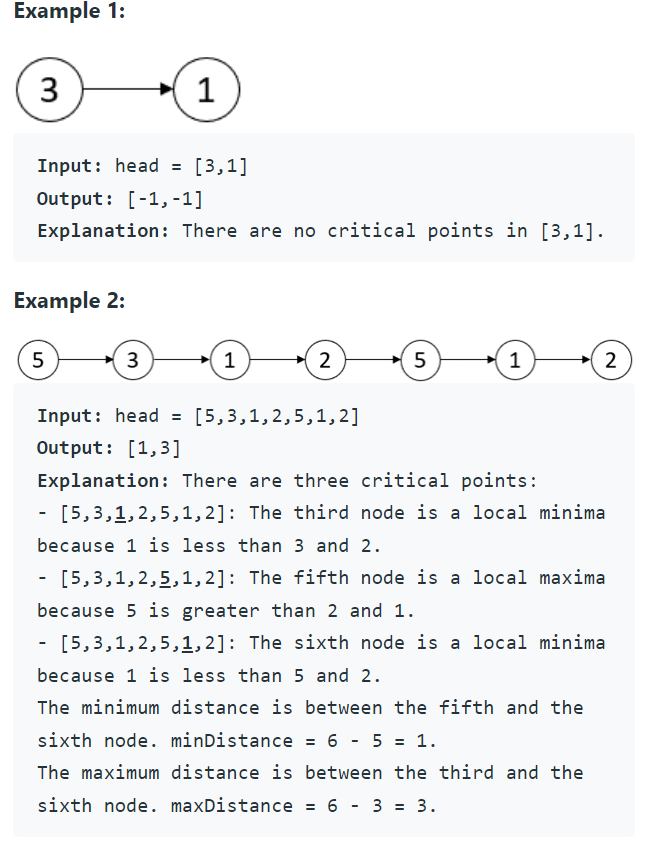 Example 1:
3 1
Input: head = [3,1]
Output: [-1,-1]
Explanation: There are no critical points in [3,1].
Example 2:
5 3 1 2 5 1 2
Input: head = [5,3,1,2,5,1,2]
Output: [1,3]
Explanation: There are three critical points:
- [5,3,1,2,5,1,2]: The third node is a local minima
because 1 is less than 3 and 2.
- [5,3,1,2,5,1,2]: The fifth node is a local maxima
because 5 is greater than 2 and 1.
- [5,3,1,2,5,1,2]: The sixth node is a local minima
because 1 is less than 5 and 2.
The minimum distance is between the fifth and the
sixth node. minDistance = 6 - 5 = 1.
The maximum distance is between the third and the
sixth node. maxDistance = 6 - 3 = 3.